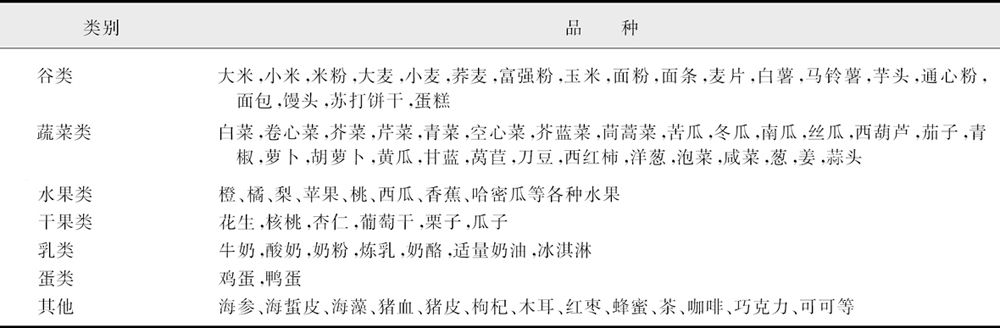 类别 品 种
谷类 大米,小米,米粉,大麦,小麦,荞麦,富强粉,玉米,面粉,面条,麦片,白薯,马铃薯,芋头,通心粉,
面包,馒头,苏打饼干,蛋糕
蔬菜类 白菜,卷心菜,芥菜,芹菜,青菜,空心菜,芥蓝菜,茼蒿菜,苦瓜,冬瓜,南瓜,丝瓜,西葫芦,茄子,青
椒,萝卜,胡萝卜,黄瓜,甘蓝,莴苣,刀豆,西红柿,洋葱,泡菜,咸菜,葱,姜,蒜头
水果类 橙、橘、梨、苹果、桃、西瓜、香蕉、哈密瓜等各种水果
干果类 花生,核桃,杏仁,葡萄干,栗子,瓜子
乳类 牛奶,酸奶,奶粉,炼乳,奶酪,适量奶油,冰淇淋
蛋类 鸡蛋,鸭蛋
其他 海参、海蜇皮、海藻、猪血、猪皮、枸杞、木耳、红枣、蜂蜜、茶、咖啡、巧克力、可可等